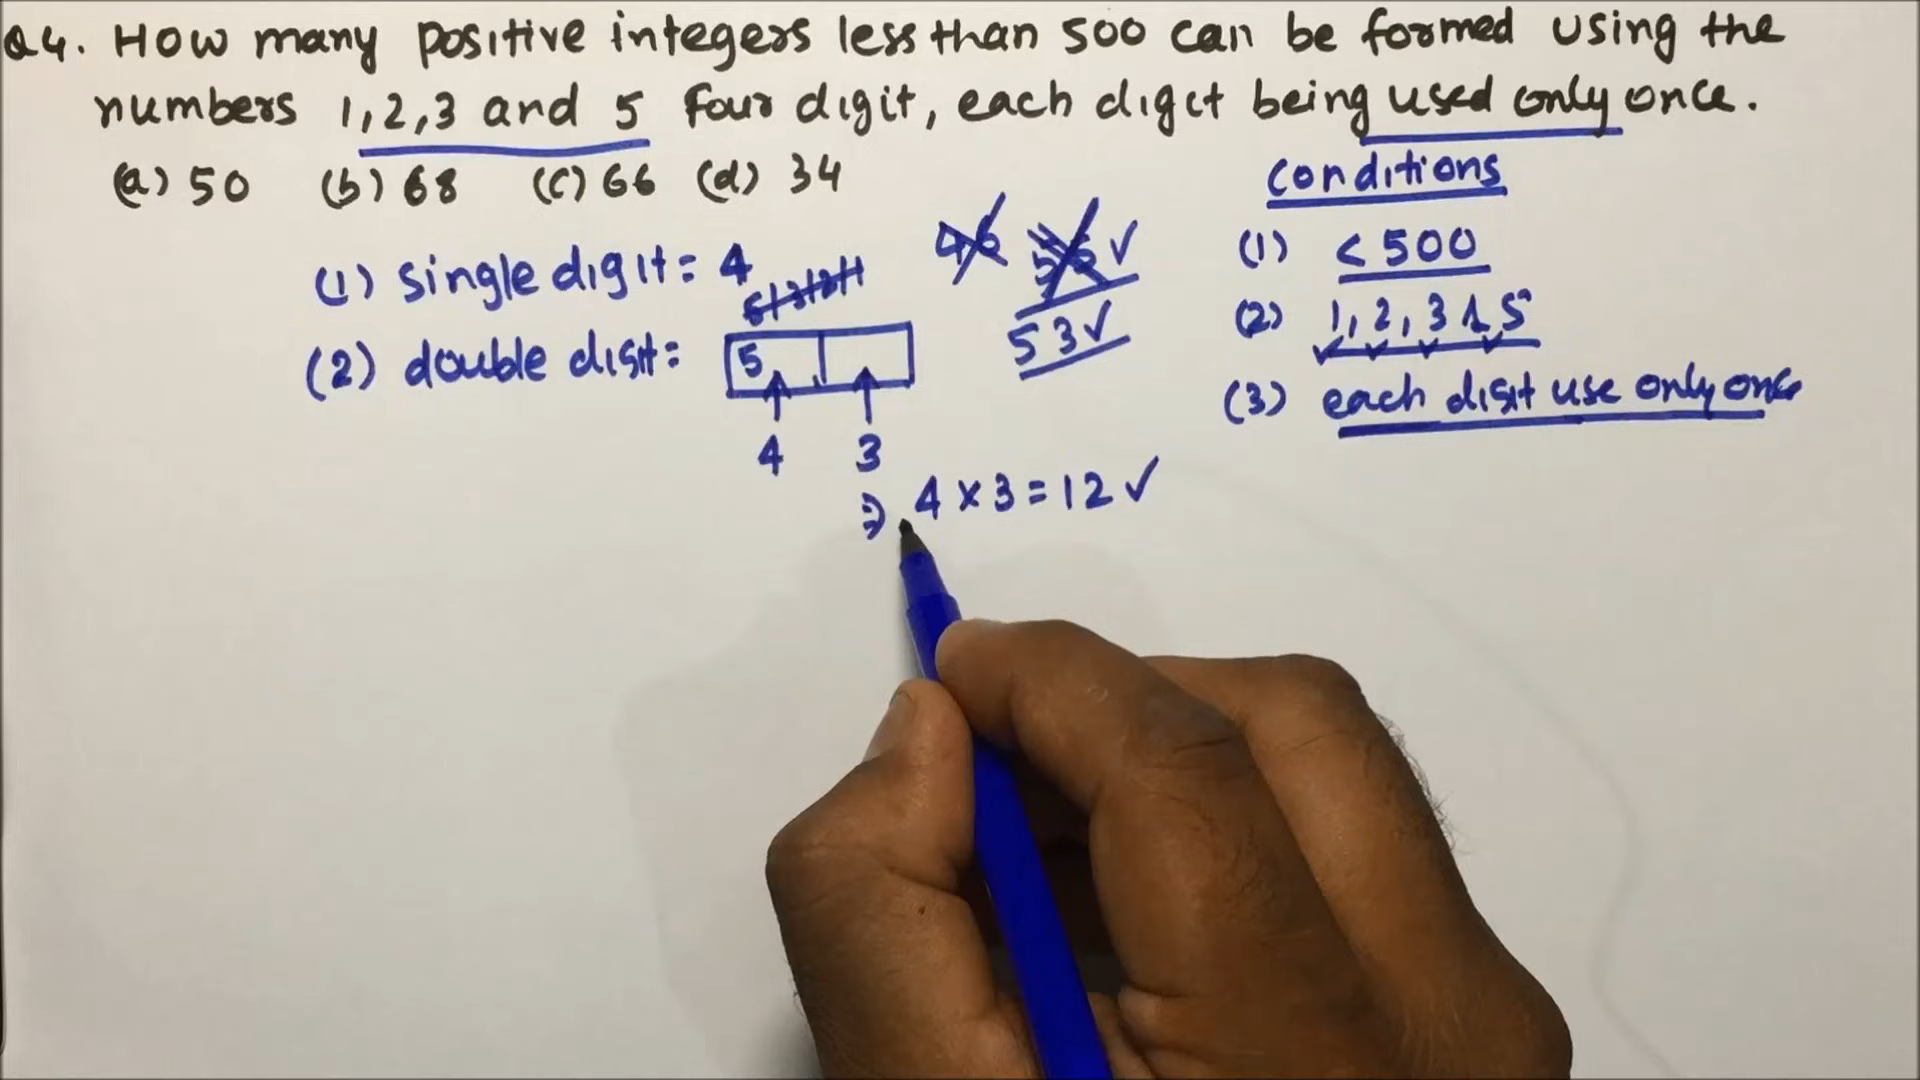 Q4. How many positive integers less than 500 can be formed using the
numbers 1,2,3 and 5 four digit, each digit being used only once.
(a) 50 (b) 68 (c) 66 (d) 34
conditions
(1) < 500
(2) 1, 2, 3 & 5
(3) each digit use only once
(1) single digit = 4
(2) double digit =
5
4 3
⇒ 4 × 3 = 12 ✓
46 ✓
53 ✓